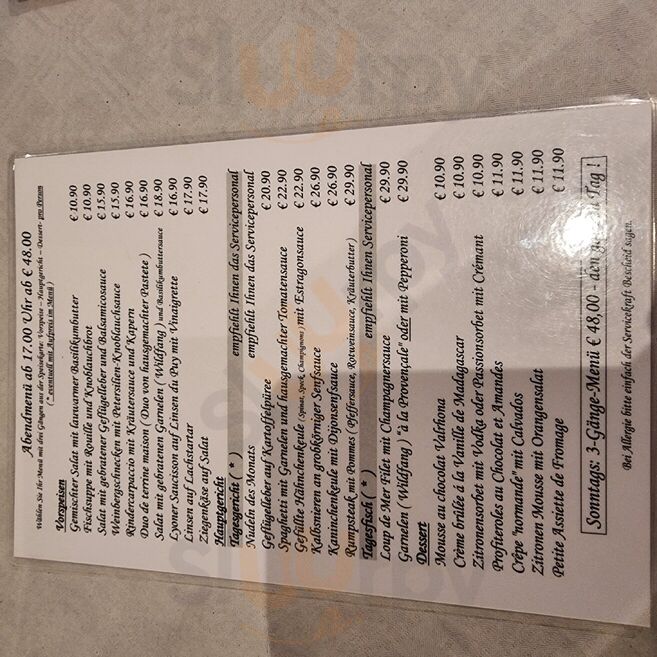 Abendmenü ab 17.00 Uhr ab € 48.00
Wählen Sie Ihr Menü mit drei Gängen aus der Speisekarte: Vorspeise – Hauptgericht – Dessert- pro Person
( * eventuell mit Aufpreis im Menü )
Vorspeisen
Gemischter Salat mit lauwarmer Basilikumbutter € 10.90
Fischsuppe mit Rouille und Knoblauchbrot € 10.90
Salat mit gebratener Geflügelleber und Balsamicosauce € 15.90
Weinbergschnecken mit Petersilien-Knoblauchsauce € 15.90
Rindercarpaccio mit Kräutersauce und Kapern € 16.90
Duo de terrine maison ( Duo von hausgemachter Pastete ) € 16.90
Salat mit gebratenen Garnelen ( Wildfang ) und Basilikumbuttersauce € 18.90
Lyoner Saucisson auf Linsen du Puy mit Vinaigrette € 16.90
Linsen auf Lachstartar € 17.90
Ziegenkäse auf Salat € 17.90
Hauptgericht
Tagesgericht ( * ) empfiehlt Ihnen das Servicepersonal
Nudeln des Monats empfiehlt Ihnen das Servicepersonal
Geflügelleber auf Kartoffelpüree € 20.90
Spaghetti mit Garnelen und hausgemachter Tomatensauce € 22.90
Gefüllte Hähnchenkeule ( Spinat, Speck, Champignons ) mit Estragonsauce € 22.90
Kalbsnieren an grobkörniger Senfsauce € 26.90
Kaninchenkeule mit Dijonsenfsauce € 26.90
Rumpsteak mit Pommes ( Pfeffersauce, Rotweinsauce, Kräuterbutter ) € 29.90
Tagesfisch ( * ) empfiehlt Ihnen das Servicepersonal
Loup de Mer Filet mit Champagnersauce € 29.90
Garnelen ( Wildfang ) "à la Provençale" oder mit Pepperoni € 29.90
Dessert
Mousse au chocolat Valrhona € 10.90
Crème brûlée à la Vanille de Madagascar € 10.90
Zitronensorbet mit Vodka oder Passionsorbet mit Crémant € 10.90
Profiteroles au Chocolat et Amandes € 11.90
Crêpe "normande" mit Calvados € 11.90
Zitronen Mousse mit Orangensalat € 11.90
Petite Assiette de Fromage € 11.90
Sonntags: 3-Gänge-Menü € 48,00 - den ganzen Tag !
Bei Allergie bitte einfach der Servicekraft Bescheid sagen.